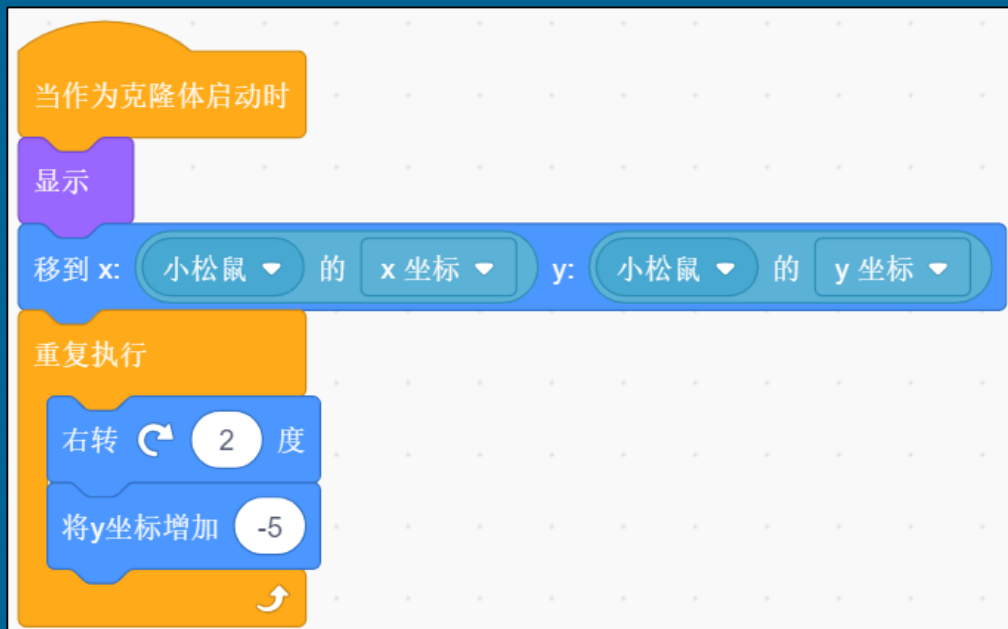 当作为克隆体启动时
显示
移到 x: 小松鼠 的 x 坐标 y: 小松鼠 的 y 坐标
重复执行
右转 2 度
将y坐标增加 -5